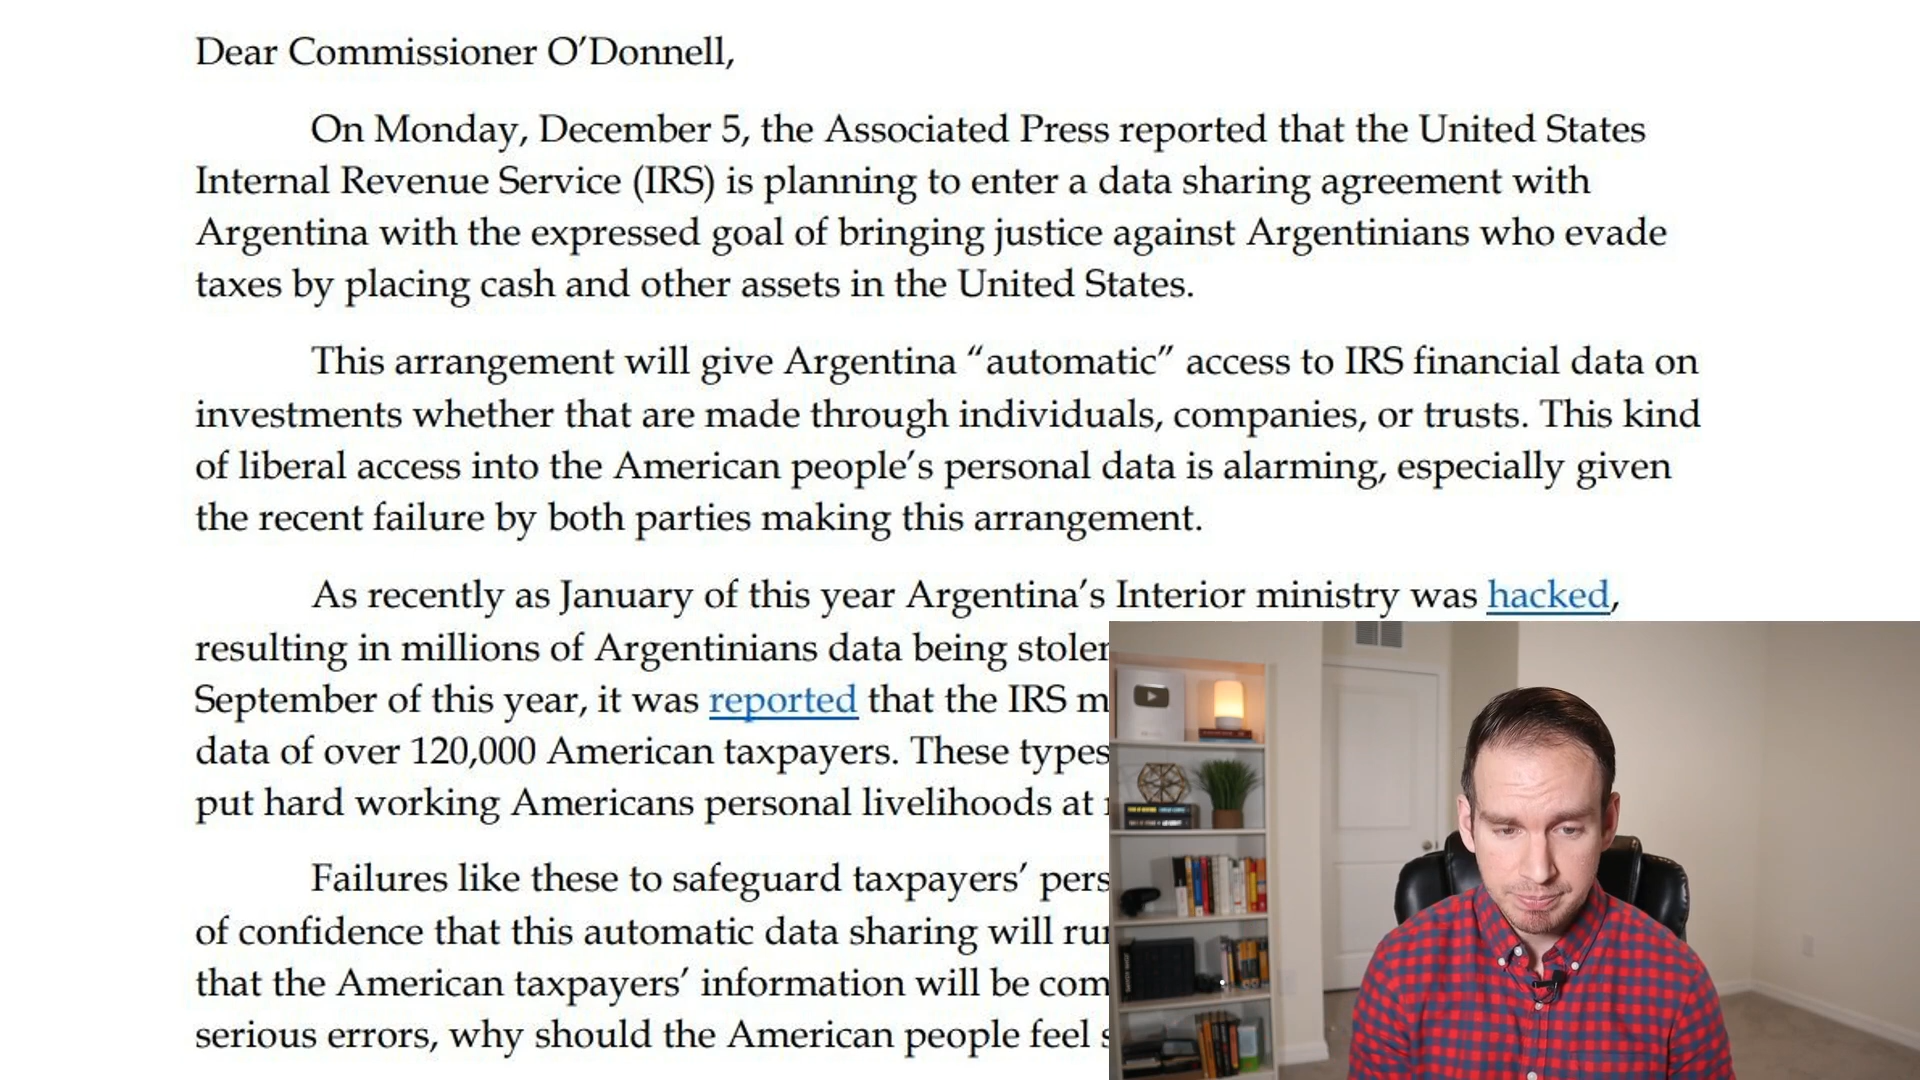 Dear Commissioner O’Donnell,
On Monday, December 5, the Associated Press reported that the United States
Internal Revenue Service (IRS) is planning to enter a data sharing agreement with
Argentina with the expressed goal of bringing justice against Argentinians who evade
taxes by placing cash and other assets in the United States.
This arrangement will give Argentina “automatic” access to IRS financial data on
investments whether that are made through individuals, companies, or trusts. This kind
of liberal access into the American people’s personal data is alarming, especially given
the recent failure by both parties making this arrangement.
As recently as January of this year Argentina’s Interior ministry was hacked,
resulting in millions of Argentinians data being
September of this year, it was reported that the IRS
data of over 120,000 American taxpayers. These types
put hard working Americans personal livelihoods at
Failures like these to safeguard taxpayers’
of confidence that this automatic data sharing will
that the American taxpayers’ information will be
serious errors, why should the American people feel